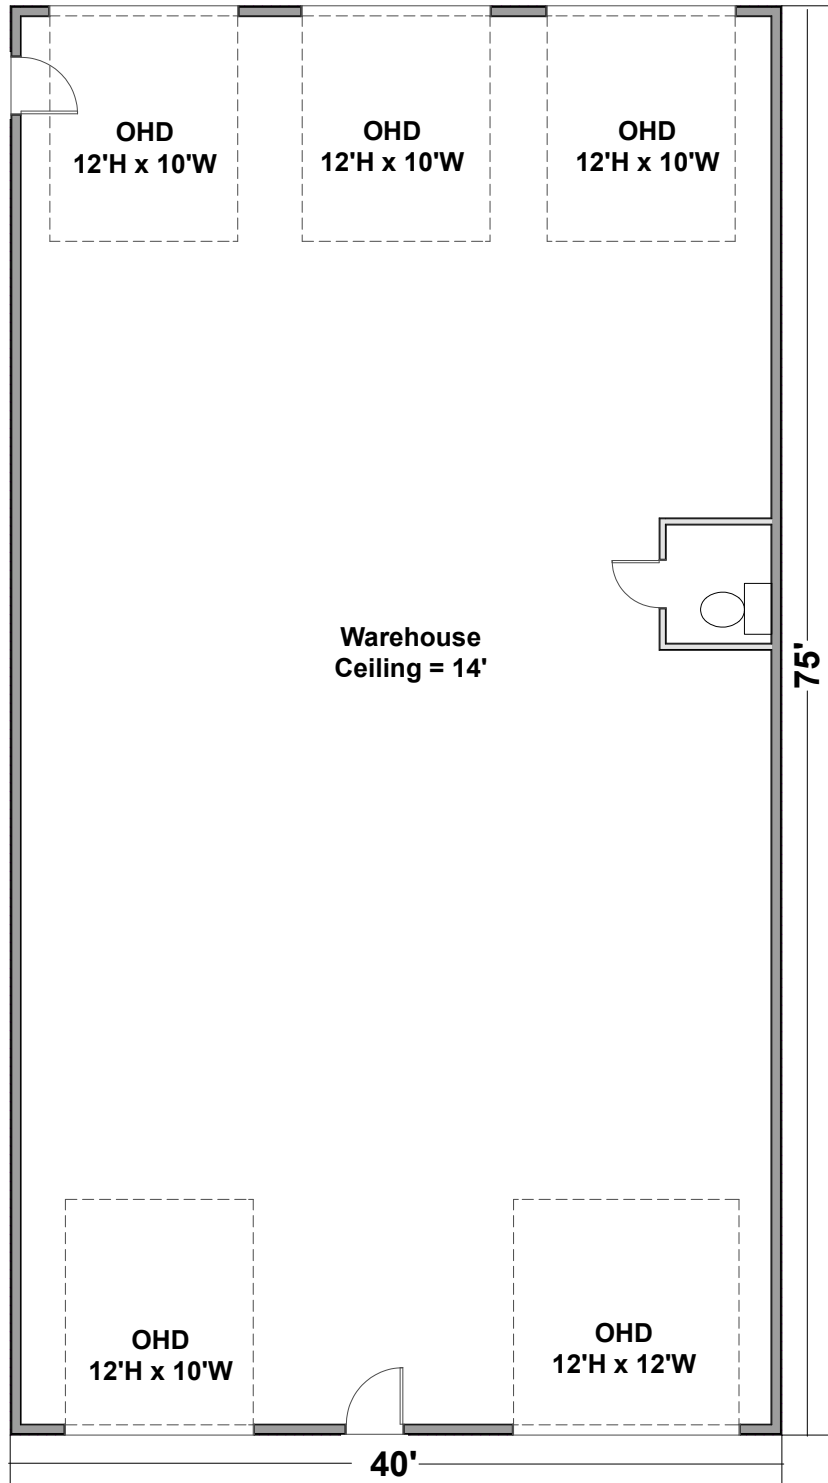 OHD
12'H x 10'W
OHD
12'H x 10'W
OHD
12'H x 10'W
Warehouse
Ceiling = 14'
75'
OHD
12'H x 10'W
OHD
12'H x 12'W
40'